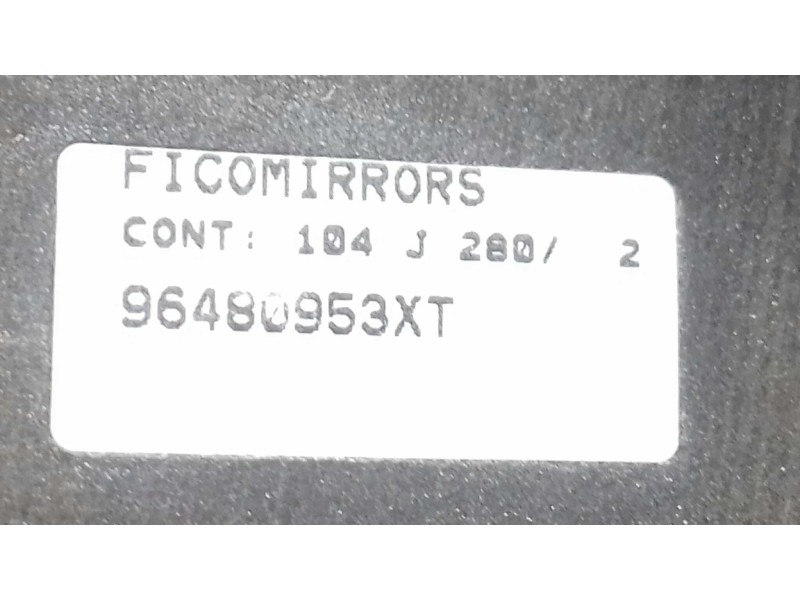 FICOMIRRORS
CONT: 104 J 280/ 2
96480953XT